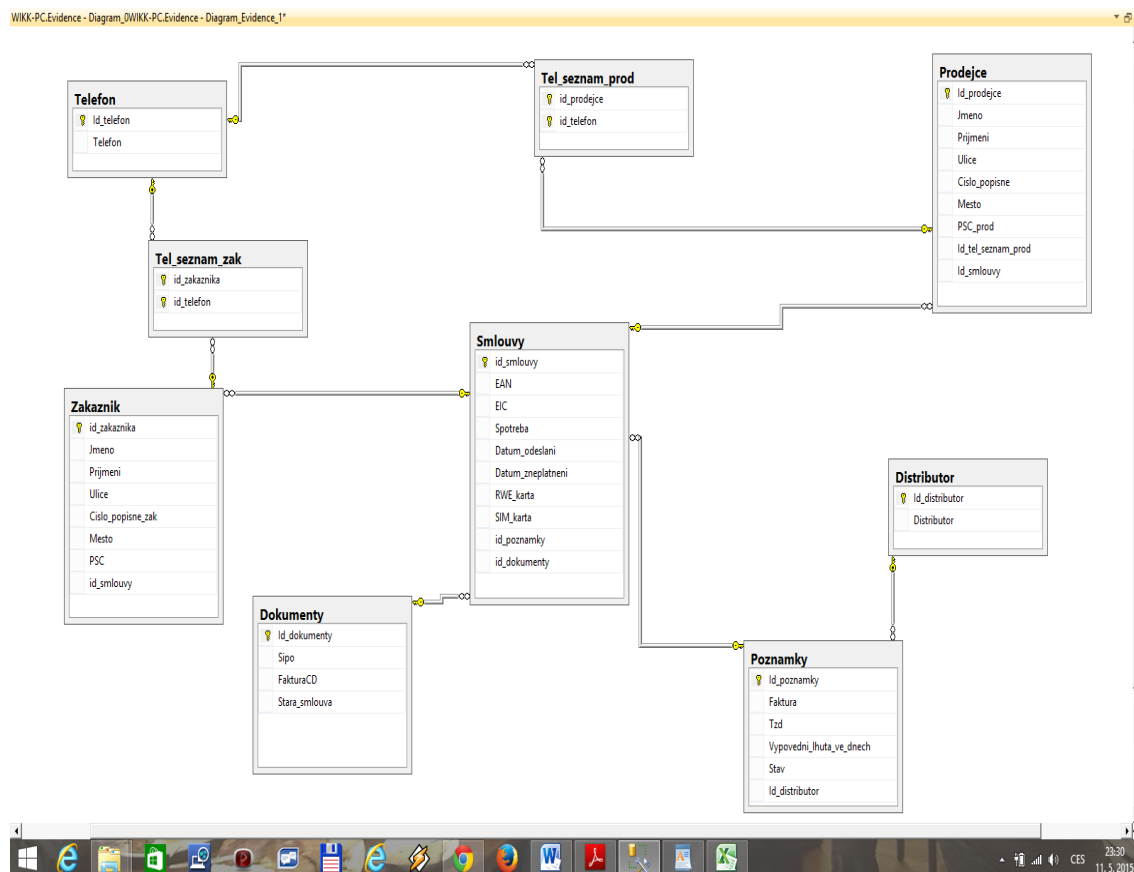 WIKK-PC.Evidence - Diagram_0WIKK-PC.Evidence - Diagram_Evidence_1*
Telefon
Id_telefon
Telefon
Tel_seznam_prod
id_prodejce
id_telefon
Prodejce
Id_prodejce
Jmeno
Prijmeni
Ulice
Cislo_popisne
Mesto
PSC_prod
Id_tel_seznam_prod
Id_smlouvy
Tel_seznam_zak
id_zakaznika
id_telefon
Smlouvy
id_smlouvy
EAN
EIC
Spotreba
Datum_odeslani
Datum_zneplatneni
RWE_karta
SIM_karta
id_poznamky
id_dokumenty
Zakaznik
id_zakaznika
Jmeno
Prijmeni
Ulice
Cislo_popisne_zak
Mesto
PSC
id_smlouvy
Distributor
Id_distributor
Distributor
Dokumenty
Id_dokumenty
Sipo
FakturaCD
Stara_smlouva
Poznamky
Id_poznamky
Faktura
Tzd
Vypovedni_lhuta_ve_dnech
Stav
Id_distributor
CES
23:30
11. 5. 2015